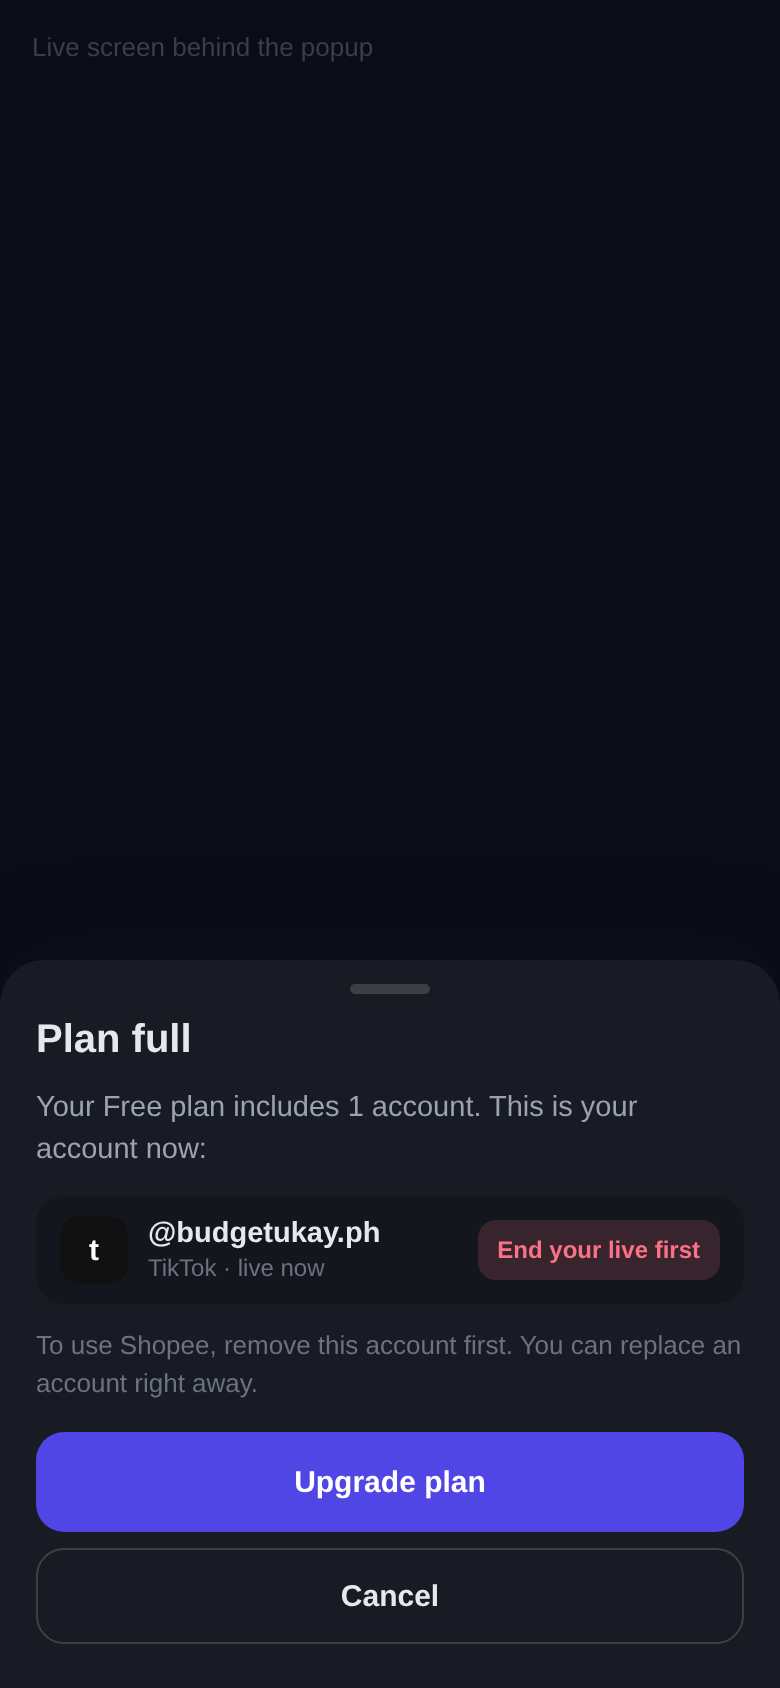 Live screen behind the popup
Plan full
Your Free plan includes 1 account. This is your
account now:
t
@budgetukay.ph
TikTok · live now
End your live first
To use Shopee, remove this account first. You can replace an
account right away.
Upgrade plan
Cancel